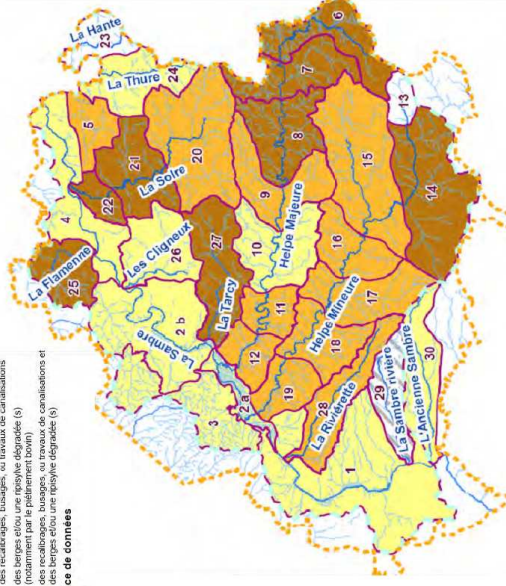 des recalibrages, busages, ou travaux de canalisations
des berges et/ou une ripisylve dégradée (s)
(notamment par le piétinement bovin)
des recalibrages, busages, ou travaux de canalisations et
des berges et/ou une ripisylve dégradée (s)
ce de données
La Hante
23
La Thure
24
6
7
5
21
22
La Solre
20
8
13
4
La Flamenne
25
Les Cligneux
26
27
La Tarcy
9
10
Helpe Majeure
15
14
2 b
La Sambre
11
12
16
Helpe Mineure
17
18
3
2 a
19
28
La Riviérette
29
La Sambre rivière
L'Ancienne Sambre
30
1